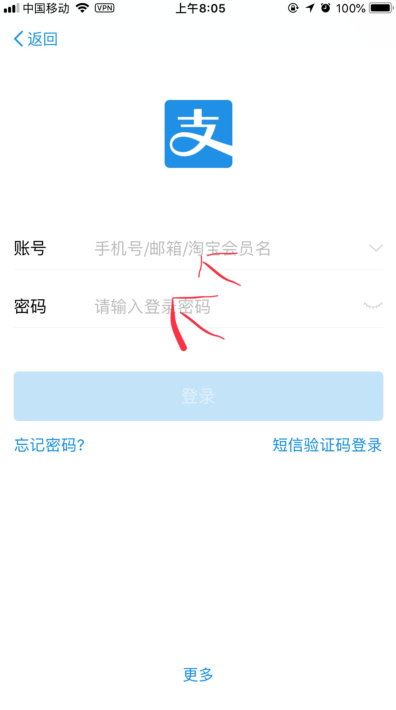 中国移动 VPN 上午8:05 100%
返回
支
账号 手机号/邮箱/淘宝会员名
密码 请输入登录密码
登录
忘记密码? 短信验证码登录
更多